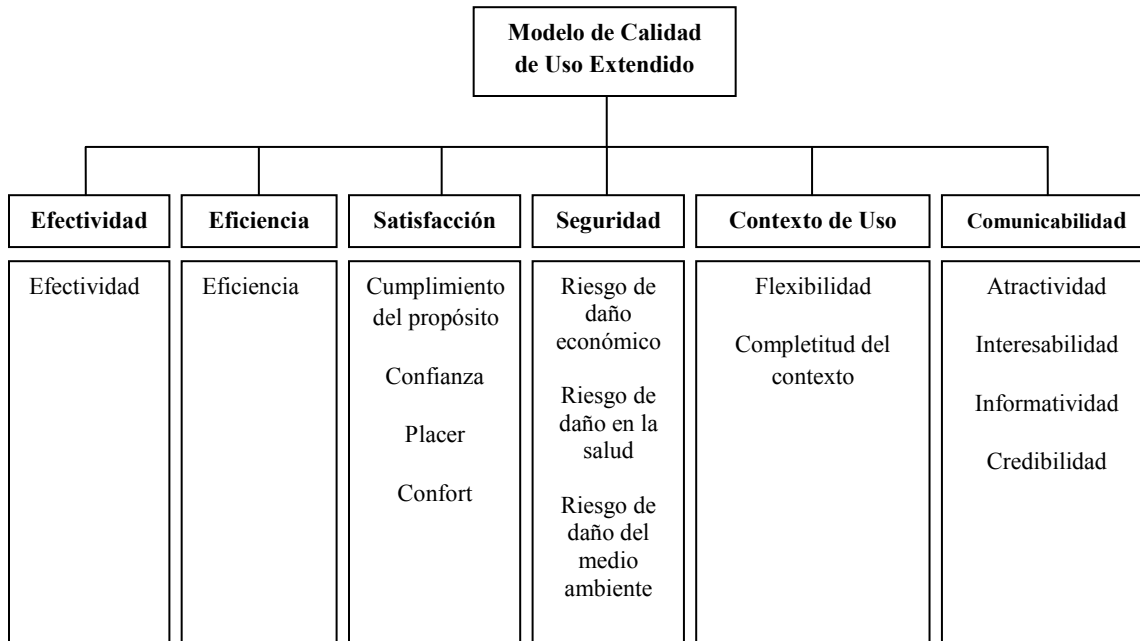 Modelo de Calidad
de Uso Extendido
Efectividad
Eficiencia
Satisfacción
Seguridad
Contexto de Uso
Comunicabilidad
Efectividad
Eficiencia
Cumplimiento
del propósito
Confianza
Placer
Confort
Riesgo de
daño
económico
Riesgo de
daño en la
salud
Riesgo de
daño del
medio
ambiente
Flexibilidad
Completitud del
contexto
Atractividad
Interesabilidad
Informatividad
Credibilidad